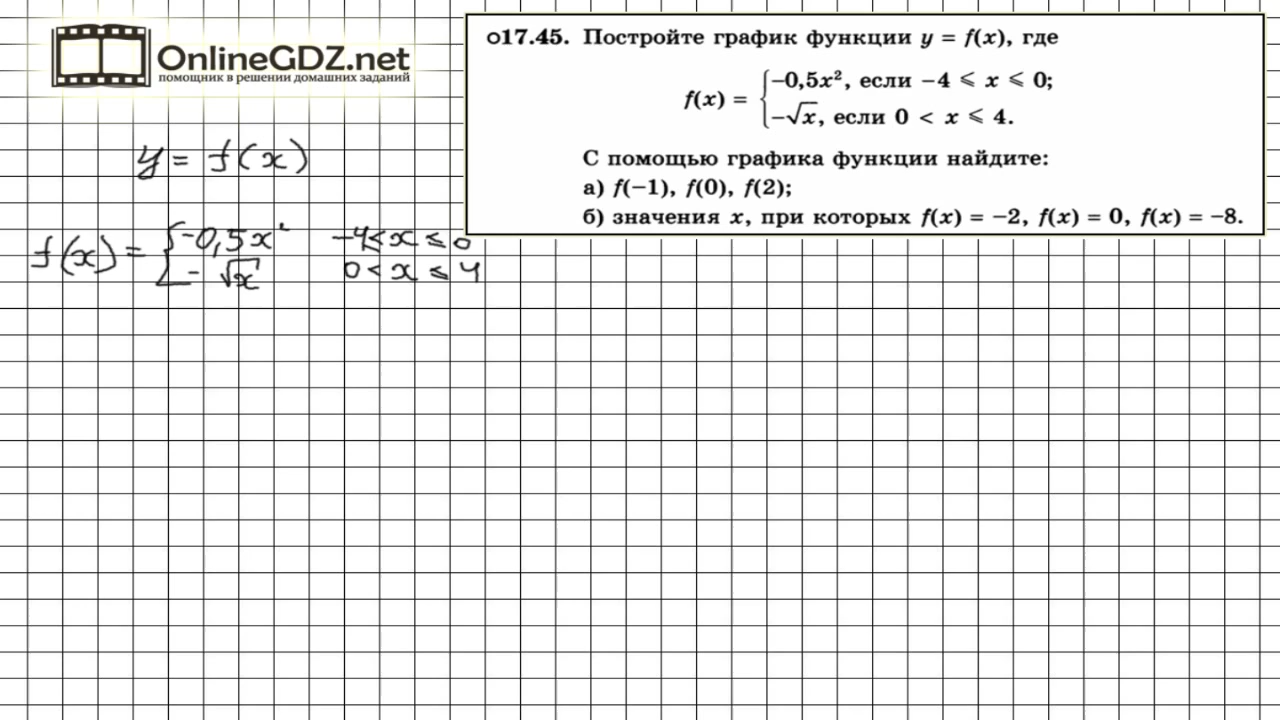 OnlineGDZ.net
помощник в решении домашних заданий
17.45. Постройте график функции y = f(x), где
f(x) = { −0,5x², если −4 ⩽ x ⩽ 0;
−√x, если 0 < x ⩽ 4.
С помощью графика функции найдите:
а) f(−1), f(0), f(2);
б) значения x, при которых f(x) = −2, f(x) = 0, f(x) = −8.
y = f(x)
f(x) = { −0,5x² −4 ≤ x ≤ 0
− √x 0 < x ≤ 4